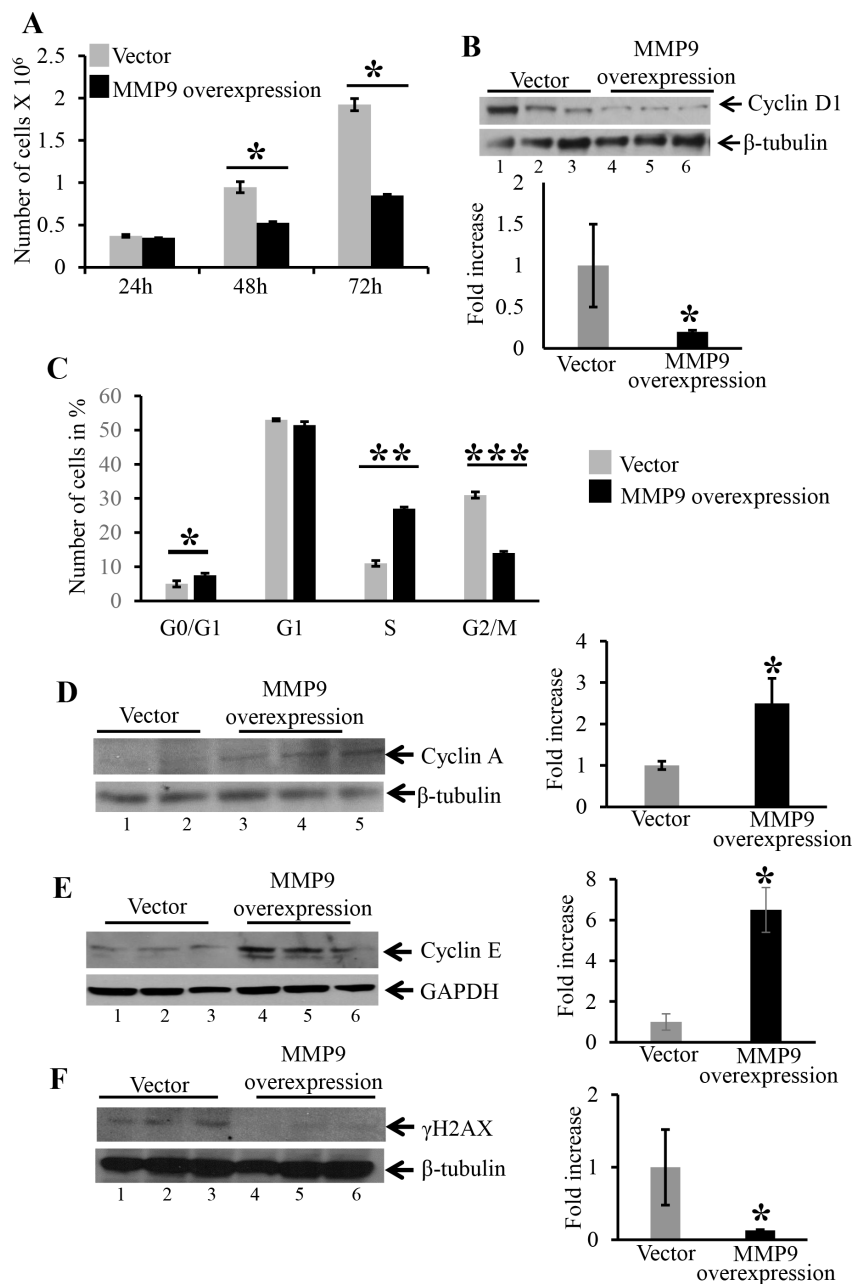 A
Number of cells X 10⁶
2.5
2
1.5
1
0.5
0
Vector
MMP9 overexpression
*
*
24h
48h
72h
B
Vector
MMP9
overexpression
Cyclin D1
β-tubulin
1 2 3 4 5 6
Fold increase
2
1.5
1
0.5
0
*
Vector
MMP9
overexpression
C
Number of cells in %
60
50
40
30
20
10
0
*
**
***
G0/G1
G1
S
G2/M
Vector
MMP9 overexpression
D
Vector
MMP9
overexpression
Cyclin A
β-tubulin
1 2 3 4 5
Fold increase
4
3
2
1
0
*
Vector
MMP9
overexpression
E
Vector
MMP9
overexpression
Cyclin E
GAPDH
1 2 3 4 5 6
Fold increase
8
6
4
2
0
*
Vector
MMP9
overexpression
F
Vector
MMP9
overexpression
γH2AX
β-tubulin
1 2 3 4 5 6
Fold increase
2
1
0
*
Vector
MMP9
overexpression